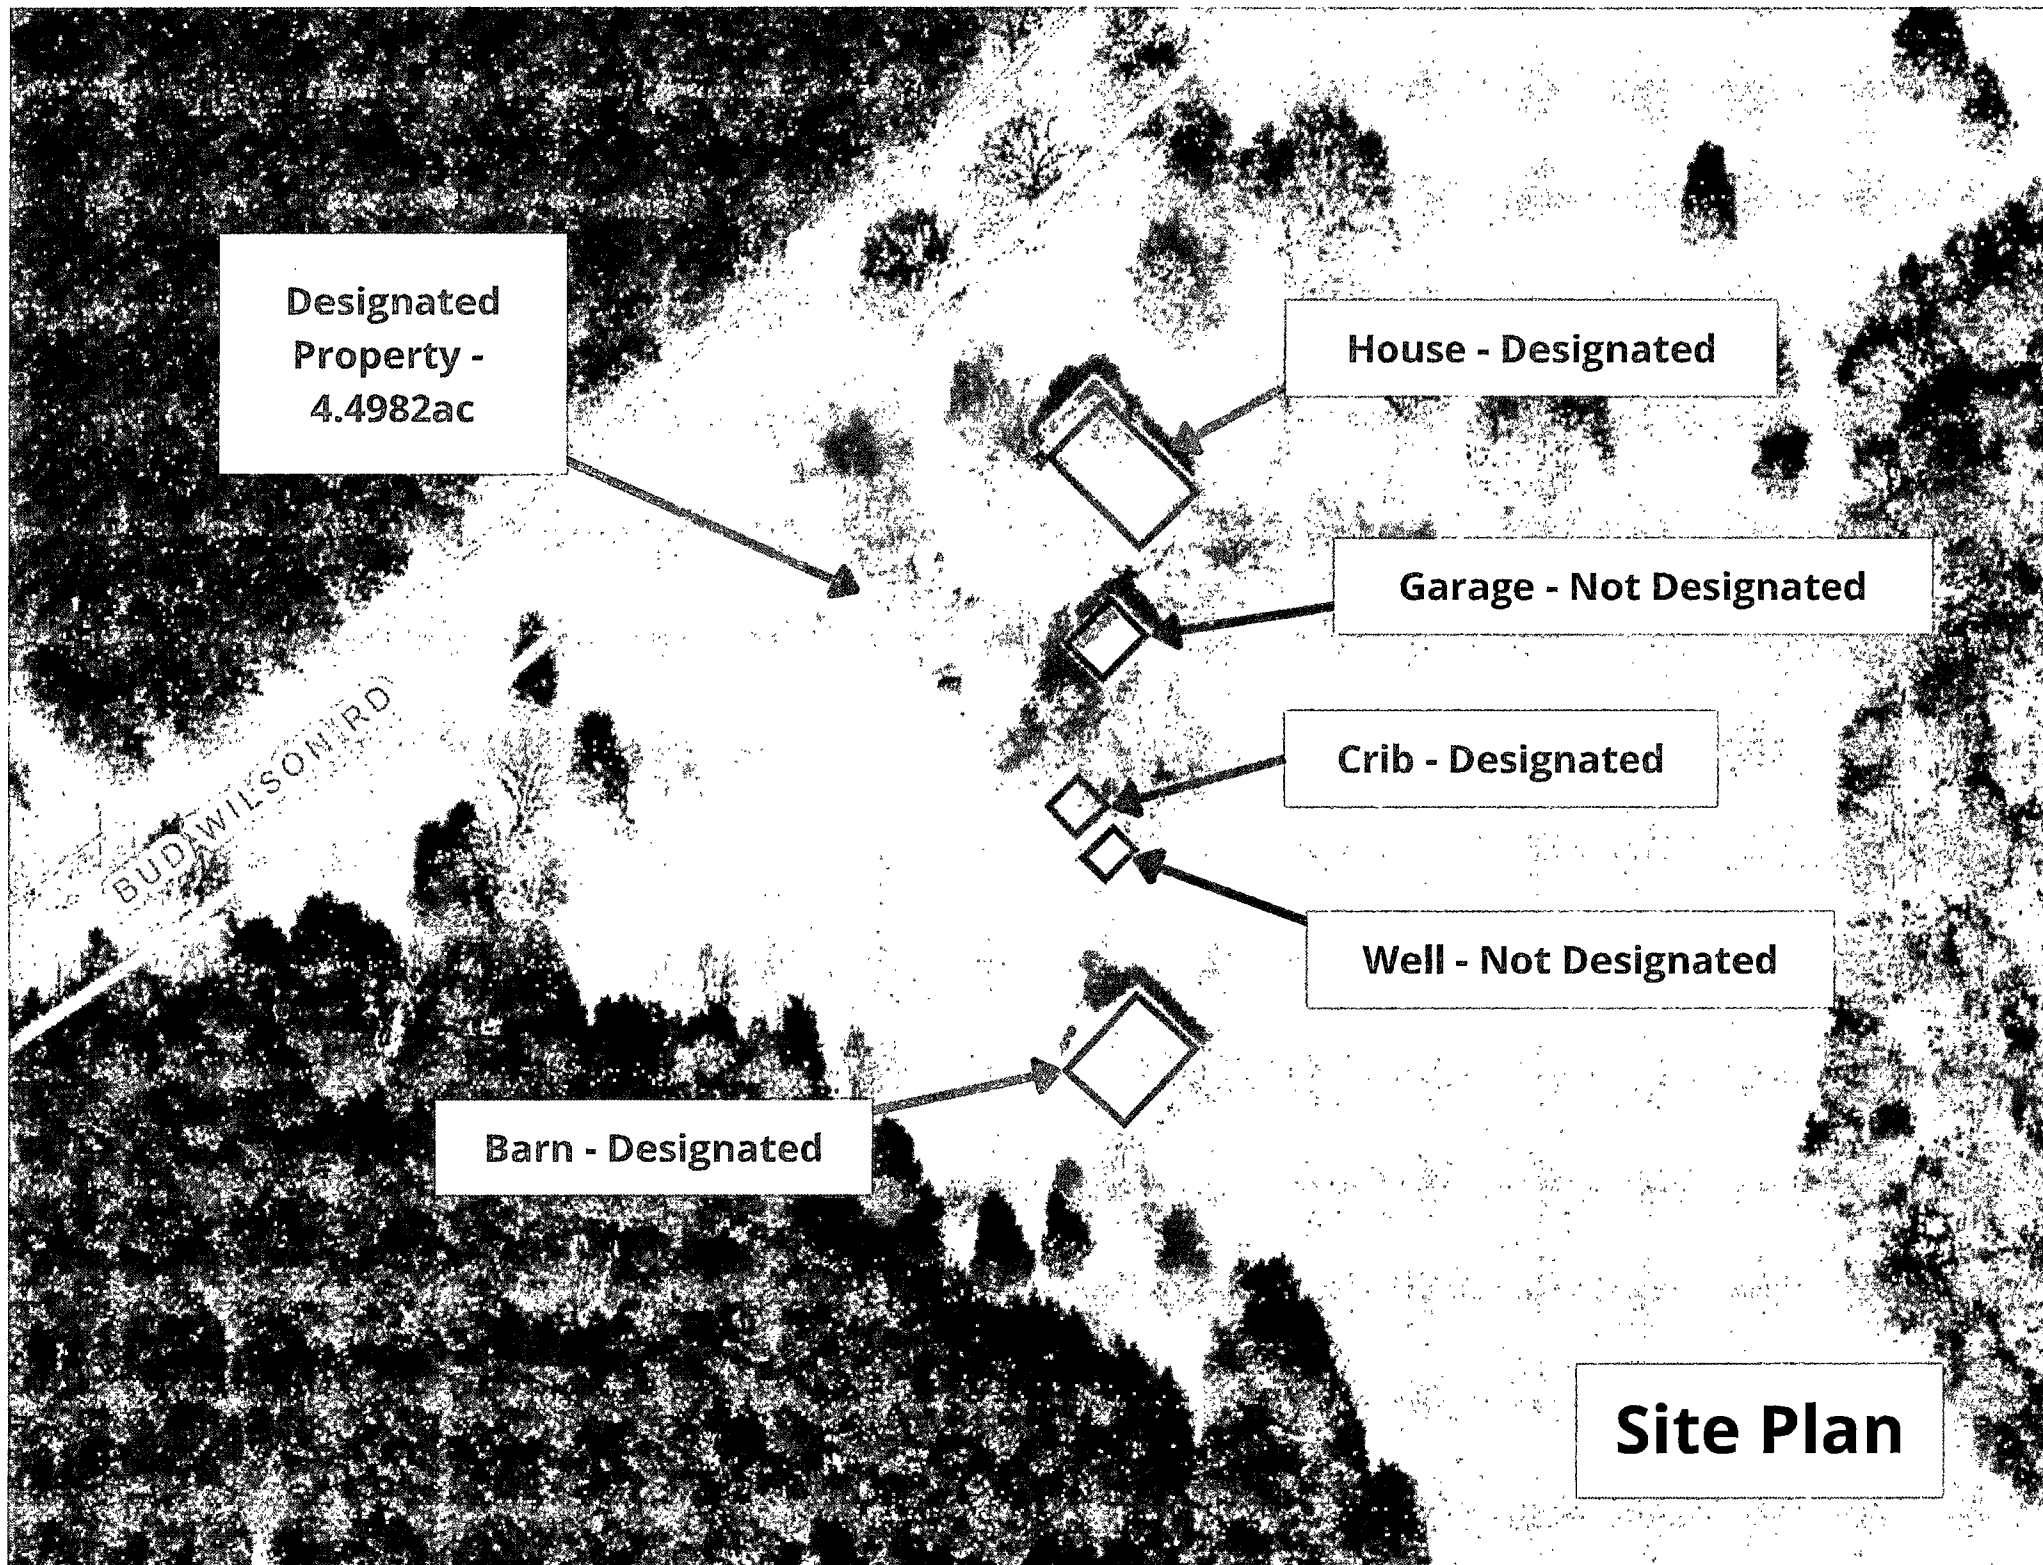 Designated
Property -
4.4982ac
House - Designated
Garage - Not Designated
BUD WILSON RD
Crib - Designated
Well - Not Designated
Barn - Designated
Site Plan